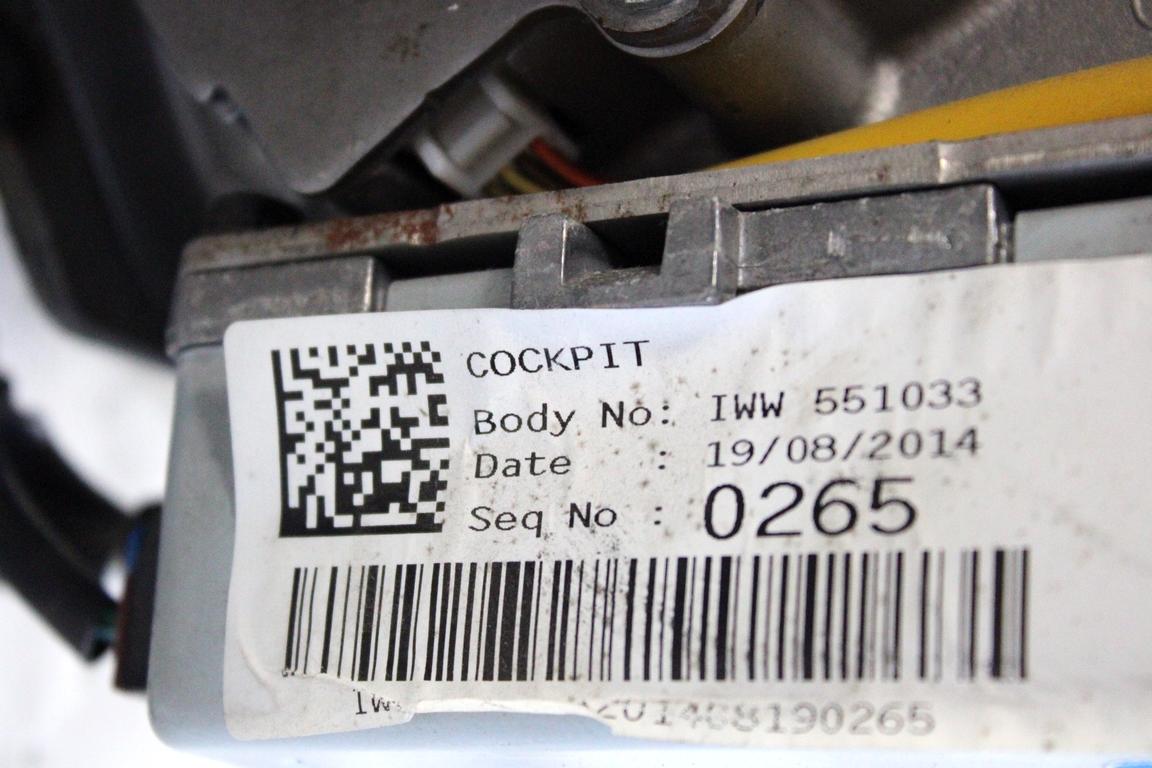 COCKPIT
Body No: IWW 551033
Date : 19/08/2014
Seq No : 0265